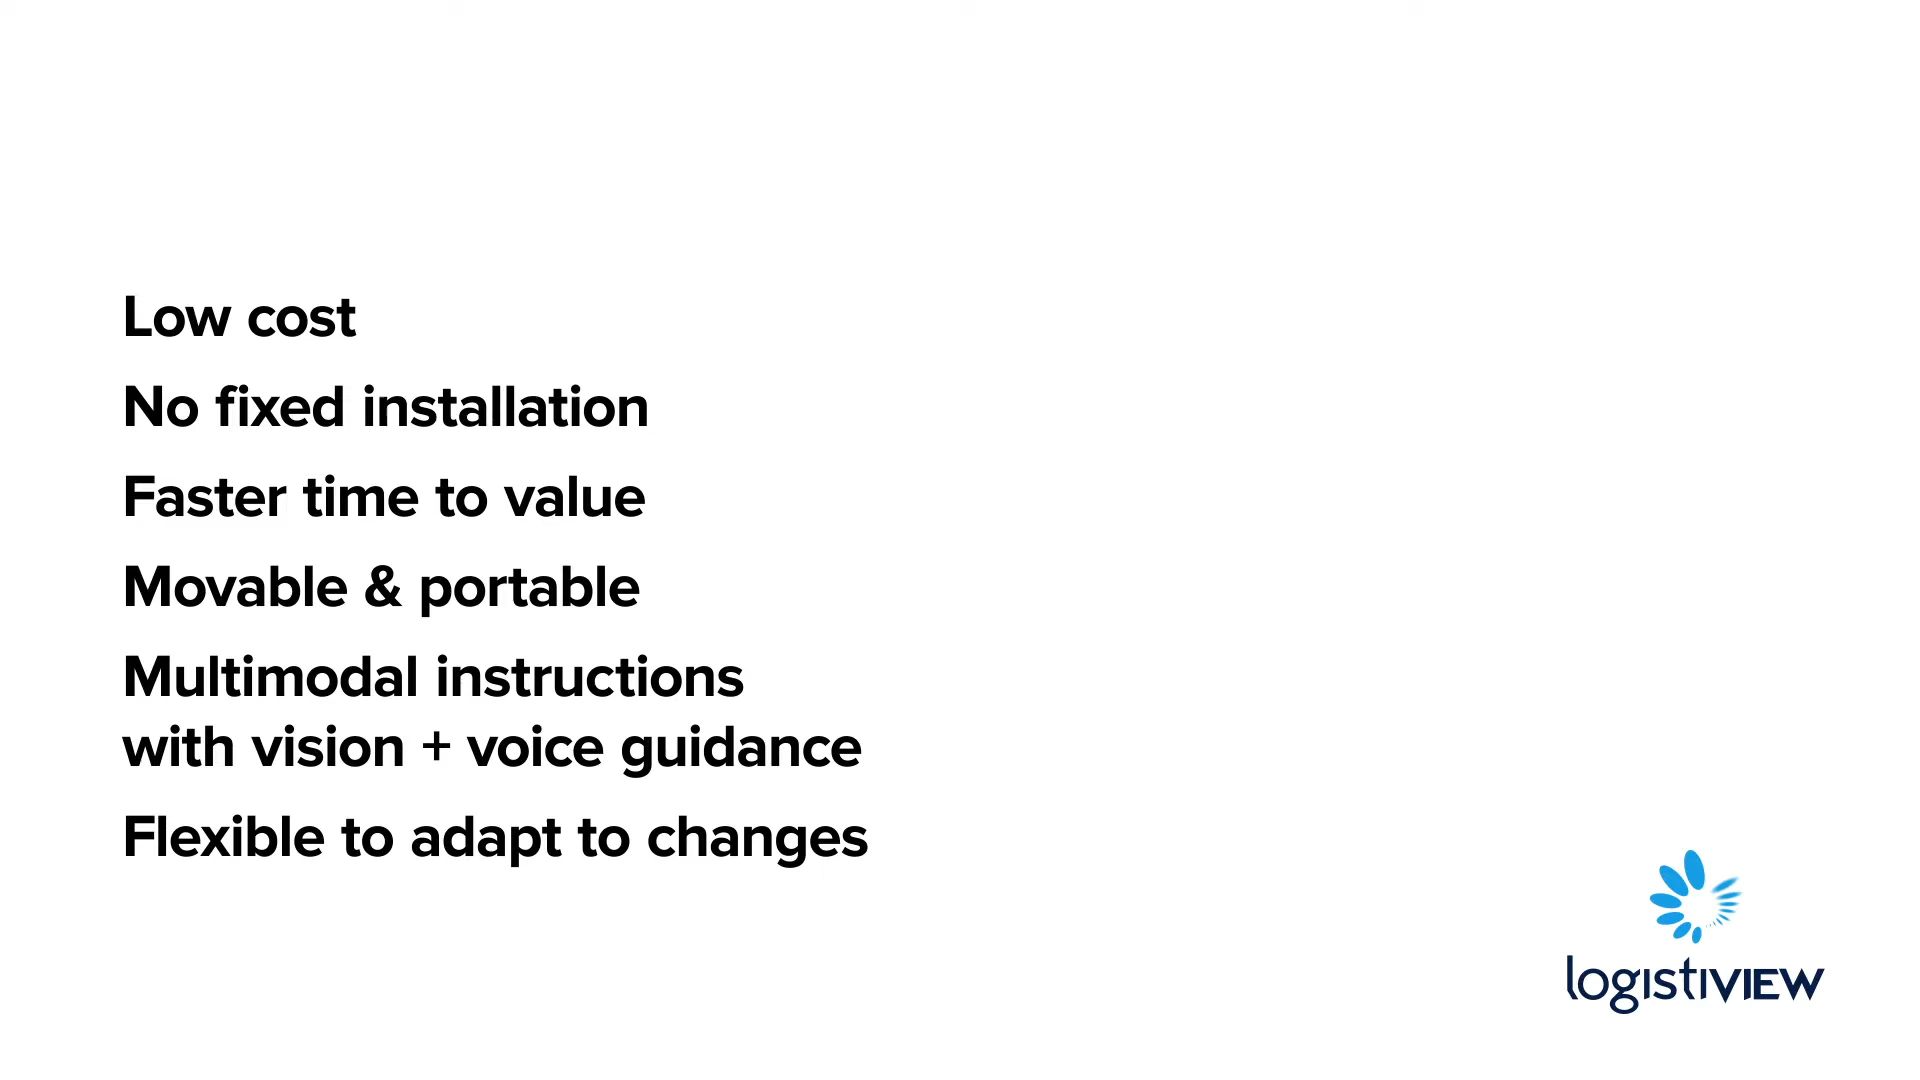 Low cost
No fixed installation
Faster time to value
Movable & portable
Multimodal instructions
with vision + voice guidance
Flexible to adapt to changes
logistiVIEW